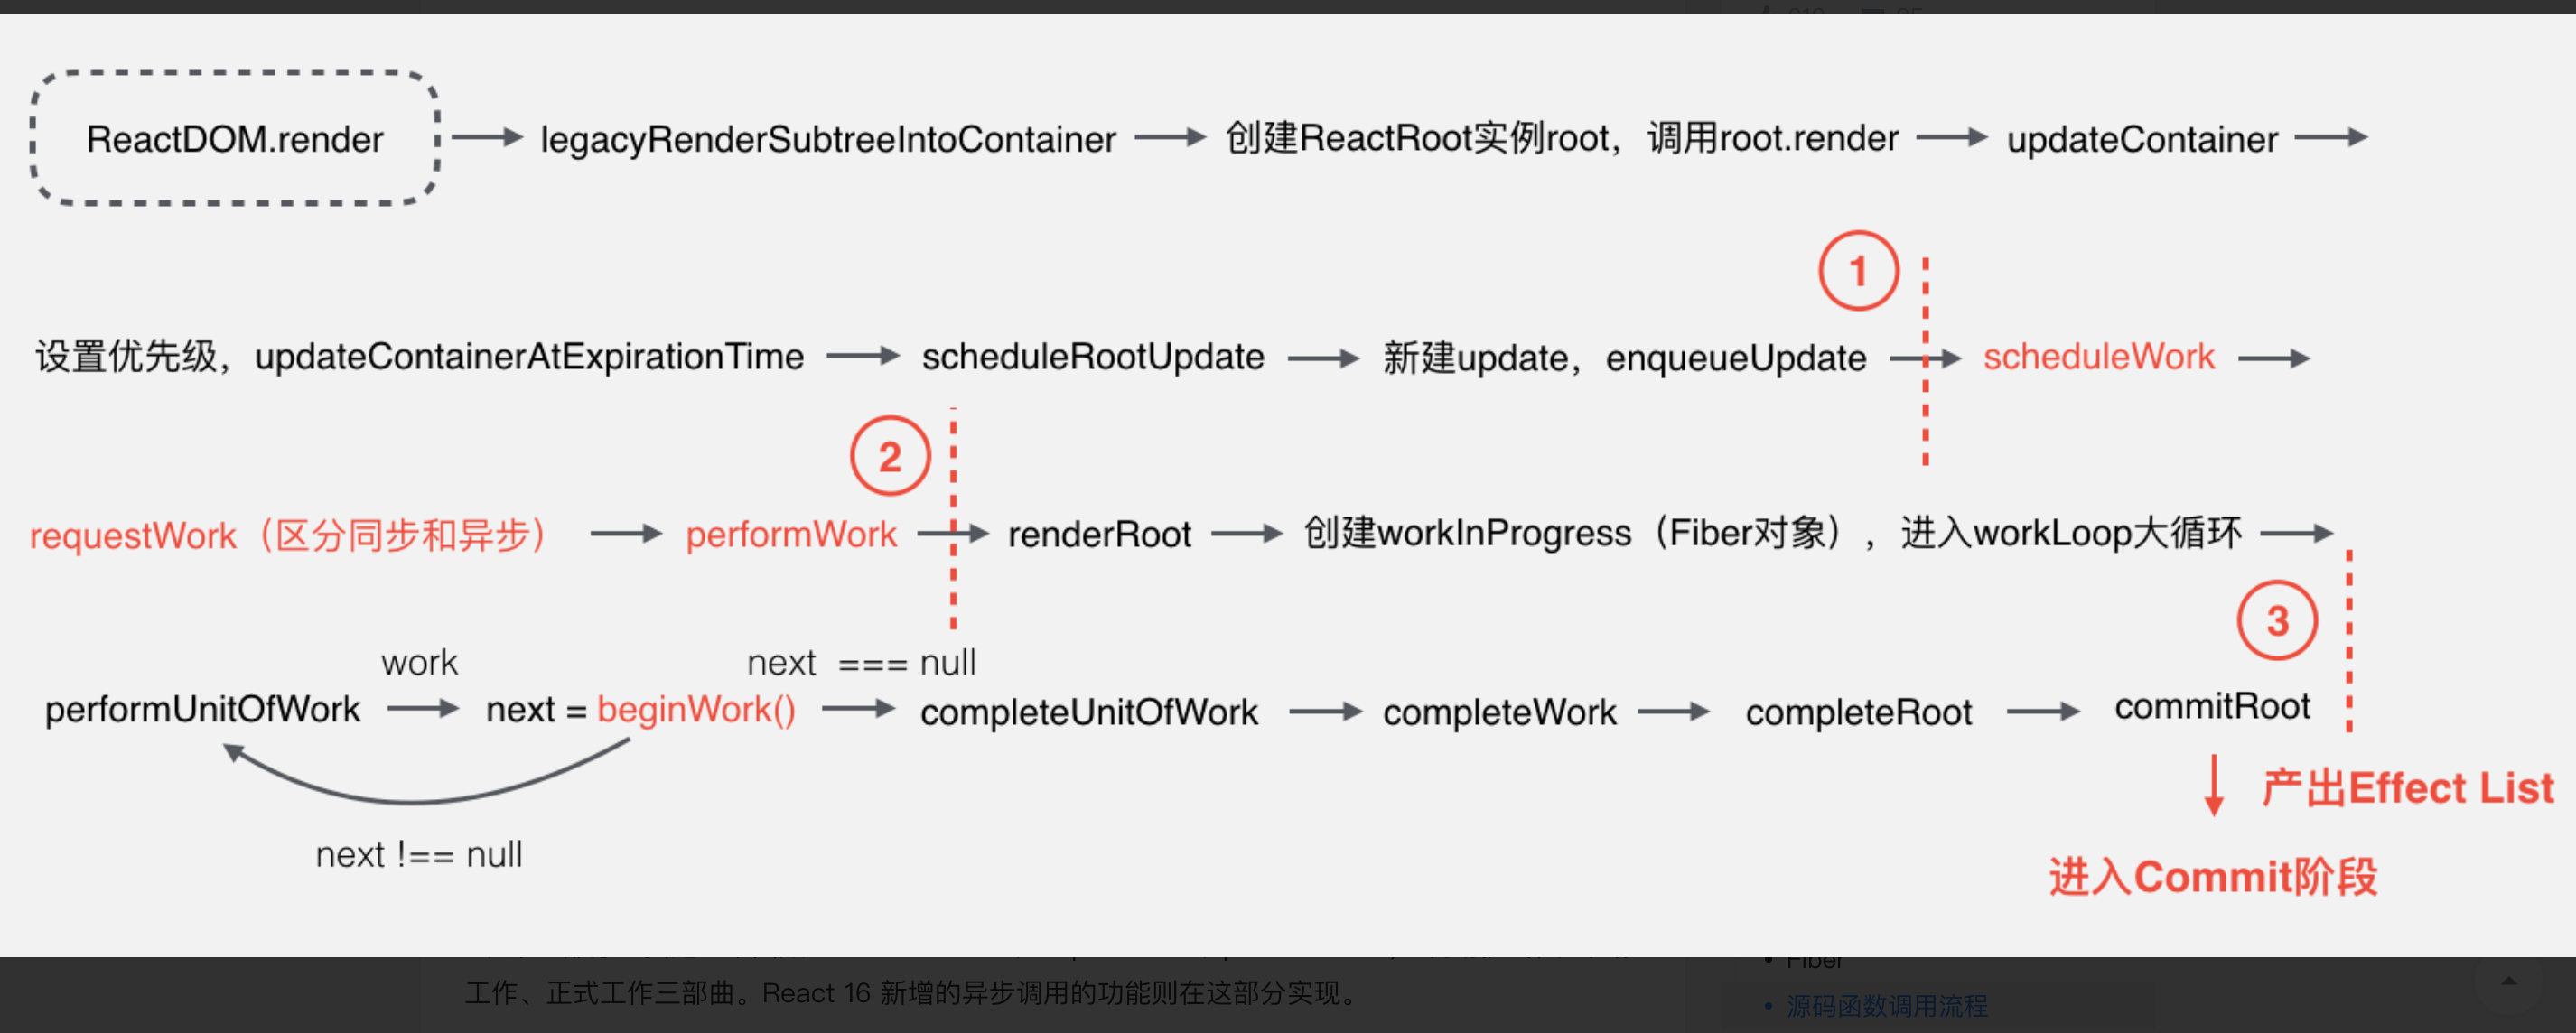 ReactDOM.render → legacyRenderSubtreeIntoContainer → 创建ReactRoot实例root，调用root.render → updateContainer →
1
设置优先级，updateContainerAtExpirationTime → scheduleRootUpdate → 新建update，enqueueUpdate → scheduleWork →
2
requestWork（区分同步和异步） → performWork → renderRoot → 创建workInProgress（Fiber对象），进入workLoop大循环 →
3
work
next === null
performUnitOfWork → next = beginWork() → completeUnitOfWork → completeWork → completeRoot → commitRoot
产出Effect List
next !== null
进入Commit阶段
• Fiber
工作、正式工作三部曲。React 16 新增的异步调用的功能则在这部分实现。
• 源码函数调用流程